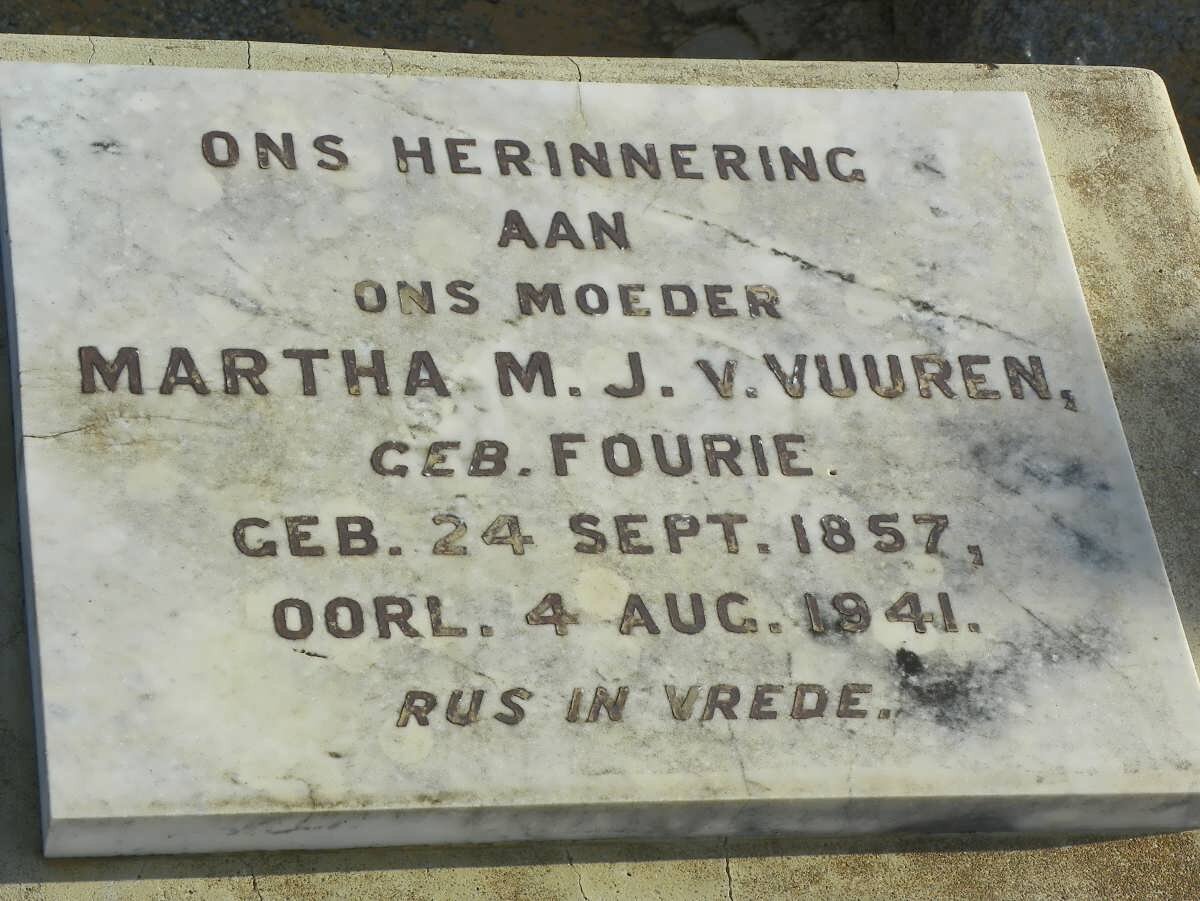 ONS HERINNERING
AAN
ONS MOEDER
MARTHA M. J. V. VUUREN,
GEB. FOURIE.
GEB. 24 SEPT. 1857,
OORL. 4 AUG. 1941.
RUS IN VREDE.